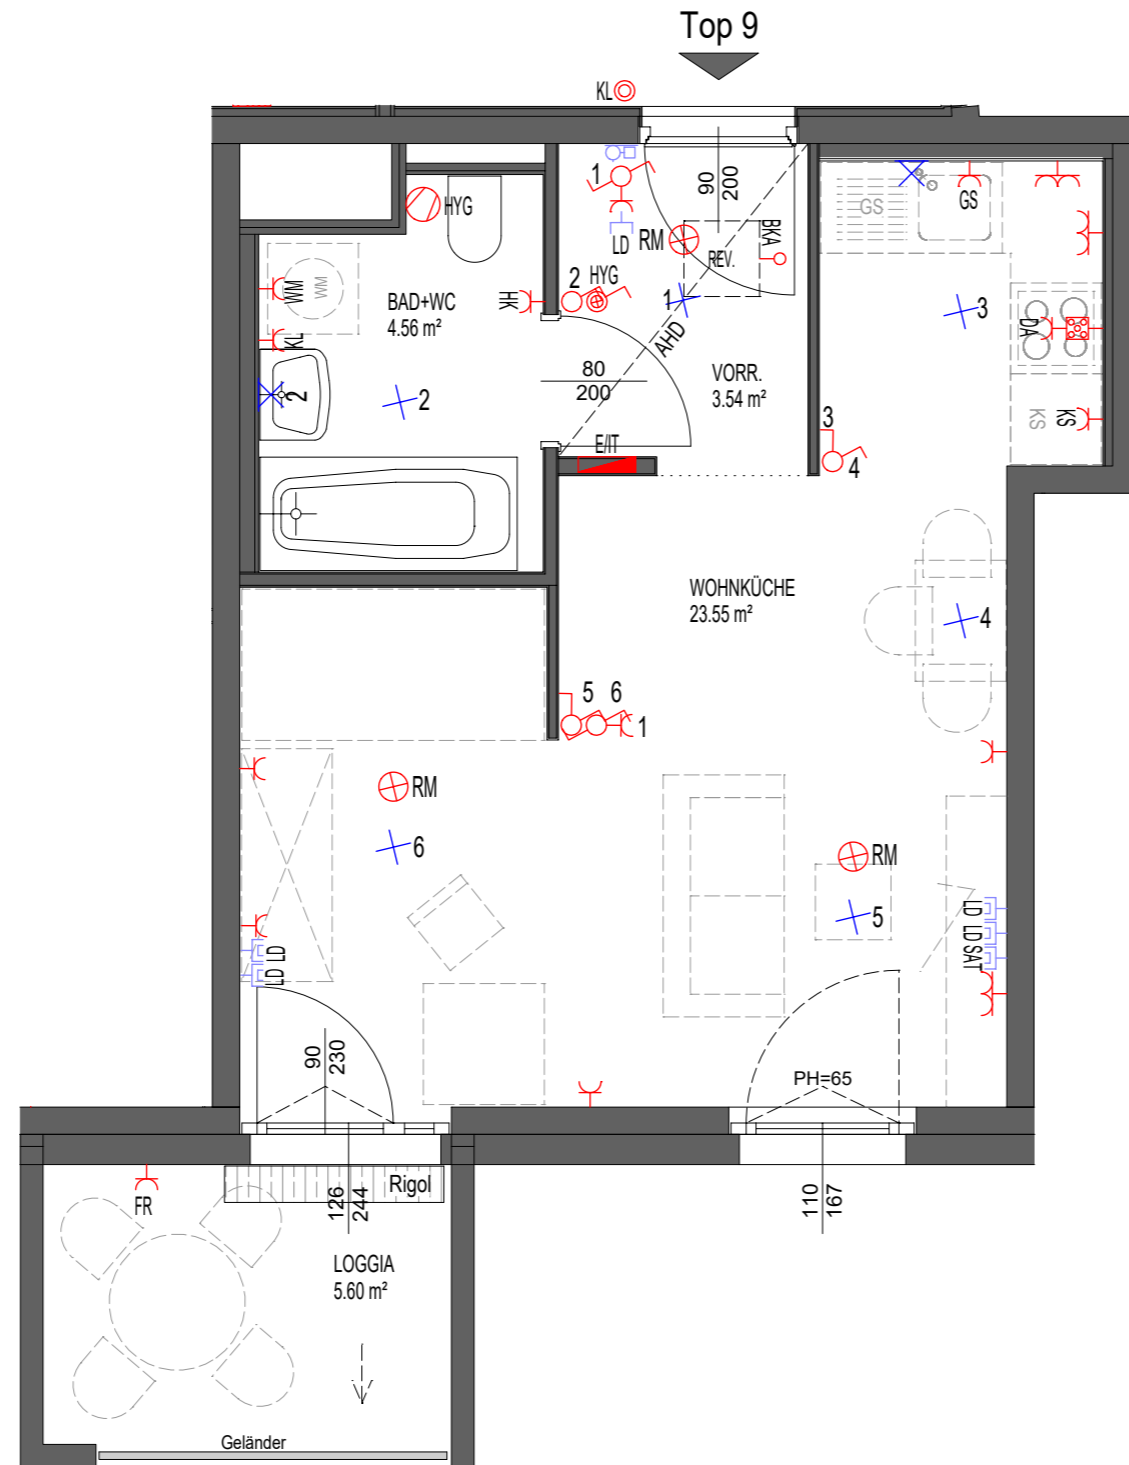 Top 9
KL
1
90
200
GS
GS
HYG
LD
RM
REV.
BKA
WM
WM
BAD+WC
4.56 m²
HK
2
HYG
1
3
DA
KL
AHD
80
200
VORR.
3.54 m²
2
2
3
4
KS
KS
E/IT
WOHNKÜCHE
23.55 m²
4
5
6
1
RM
6
RM
5
LD
LD
LD
LD
SAT
90
230
PH=65
126
244
Rigol
110
167
FR
LOGGIA
5.60 m²
Geländer